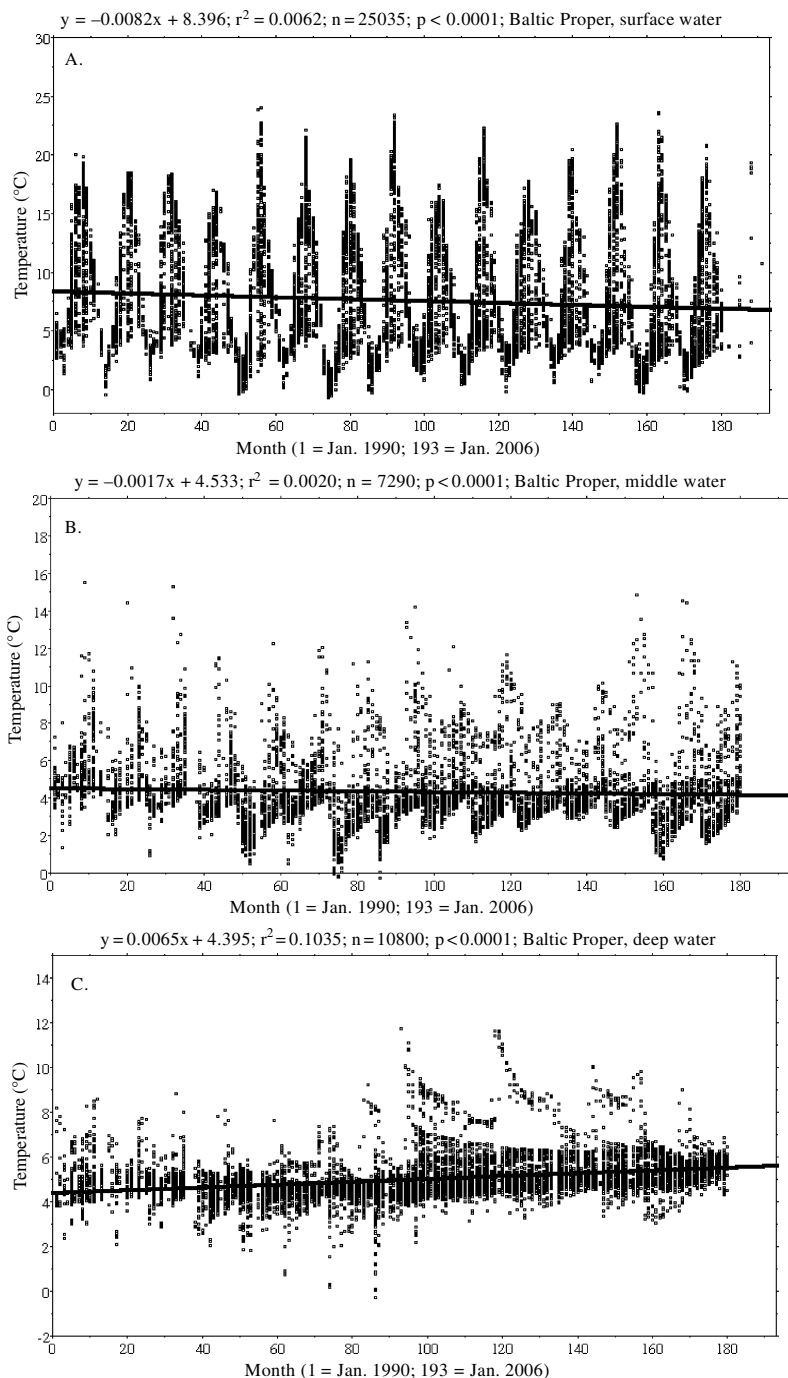 y = −0.0082x + 8.396; r² = 0.0062; n = 25035; p < 0.0001; Baltic Proper, surface water
A.
30
25
20
15
10
5
0
Temperature (°C)
0 20 40 60 80 100 120 140 160 180
Month (1 = Jan. 1990; 193 = Jan. 2006)
y = −0.0017x + 4.533; r² = 0.0020; n = 7290; p < 0.0001; Baltic Proper, middle water
B.
20
18
16
14
12
10
8
6
4
2
0
Temperature (° C)
0 20 40 60 80 100 120 140 160 180
Month (1 = Jan. 1990; 193 = Jan. 2006)
y = 0.0065x + 4.395; r² = 0.1035; n = 10800; p < 0.0001; Baltic Proper, deep water
C.
14
12
10
8
6
4
2
0
-2
Temperature (°C)
0 20 40 60 80 100 120 140 160 180
Month (1 = Jan. 1990; 193 = Jan. 2006)